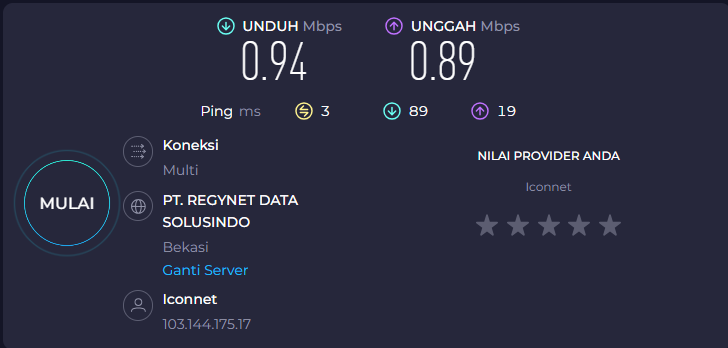 UNDUH Mbps
0.94
UNGGAH Mbps
0.89
Ping ms 3 89 19
MULAI
Koneksi
Multi
PT. REGYNET DATA
SOLUSINDO
Bekasi
Ganti Server
Iconnet
103.144.175.17
NILAI PROVIDER ANDA
Iconnet